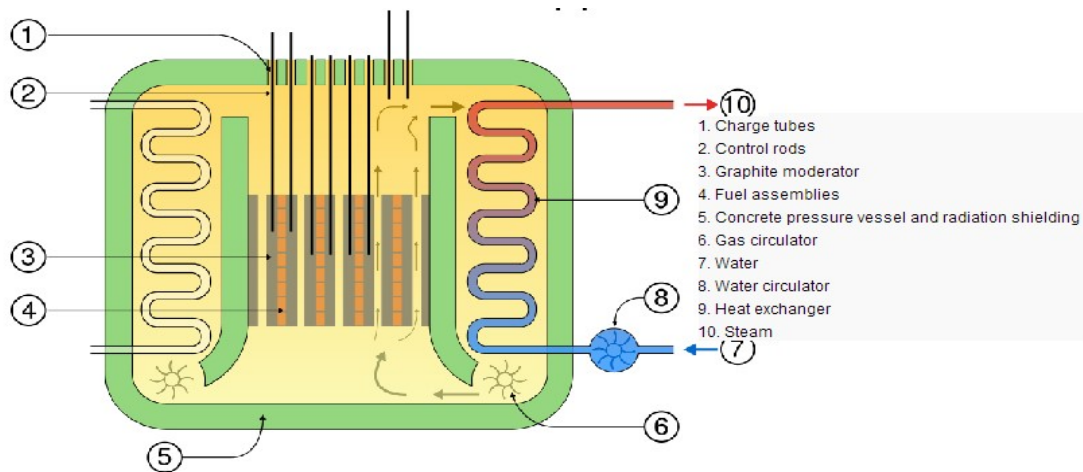 1
2
3
4
5
6
7
8
9
10
1. Charge tubes
2. Control rods
3. Graphite moderator
4. Fuel assemblies
5. Concrete pressure vessel and radiation shielding
6. Gas circulator
7. Water
8. Water circulator
9. Heat exchanger
10. Steam